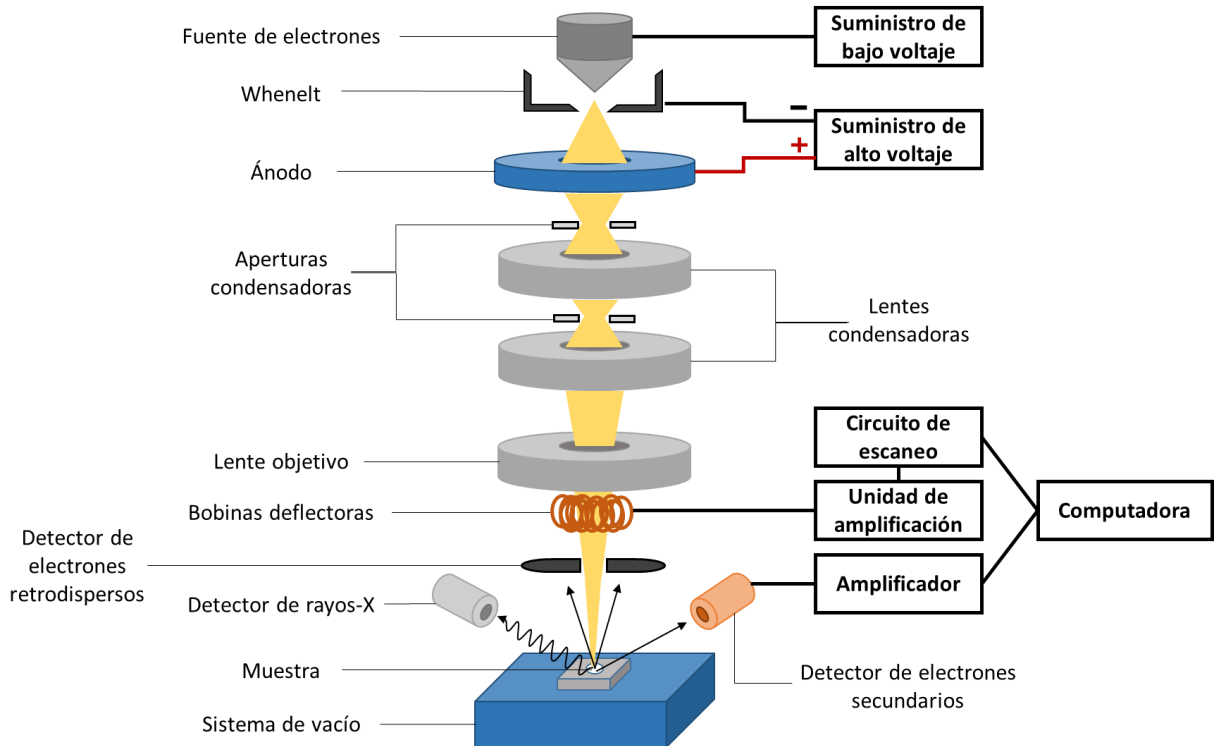 Fuente de electrones
Suministro de
bajo voltaje
Whenelt
−
Suministro de
alto voltaje
+
Ánodo
Aperturas
condensadoras
Lentes
condensadoras
Circuito de
escaneo
Lente objetivo
Bobinas deflectoras
Unidad de
amplificación
Computadora
Detector de
electrones
retrodispersos
Amplificador
Detector de rayos-X
Muestra
Detector de electrones
secundarios
Sistema de vacío